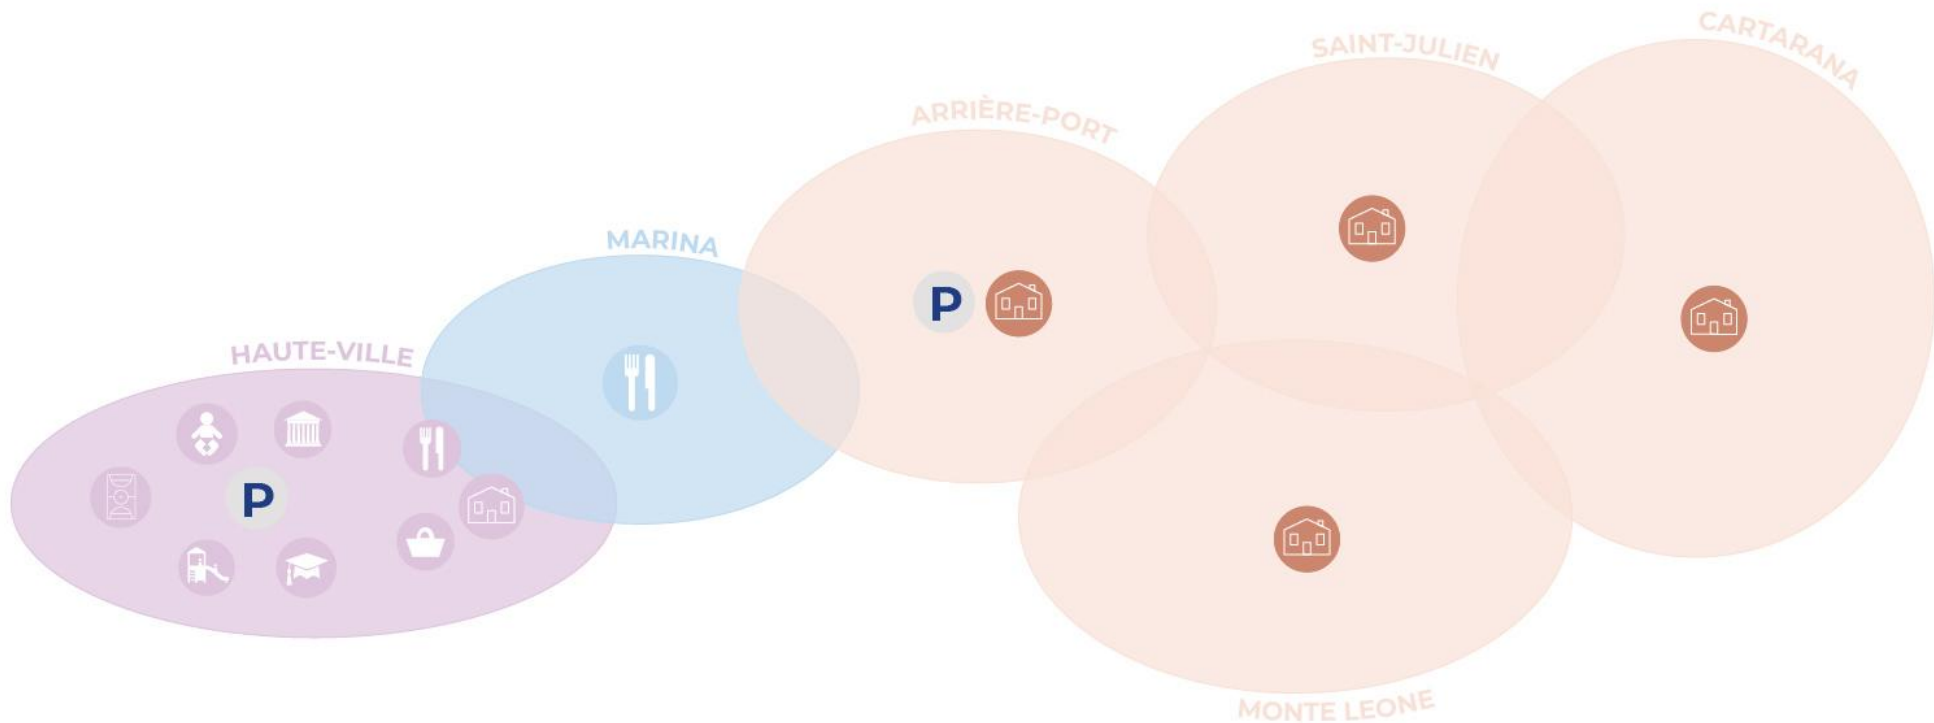 CARTARANA
SAINT-JULIEN
ARRIÈRE-PORT
MARINA
P
HAUTE-VILLE
P
MONTE LEONE